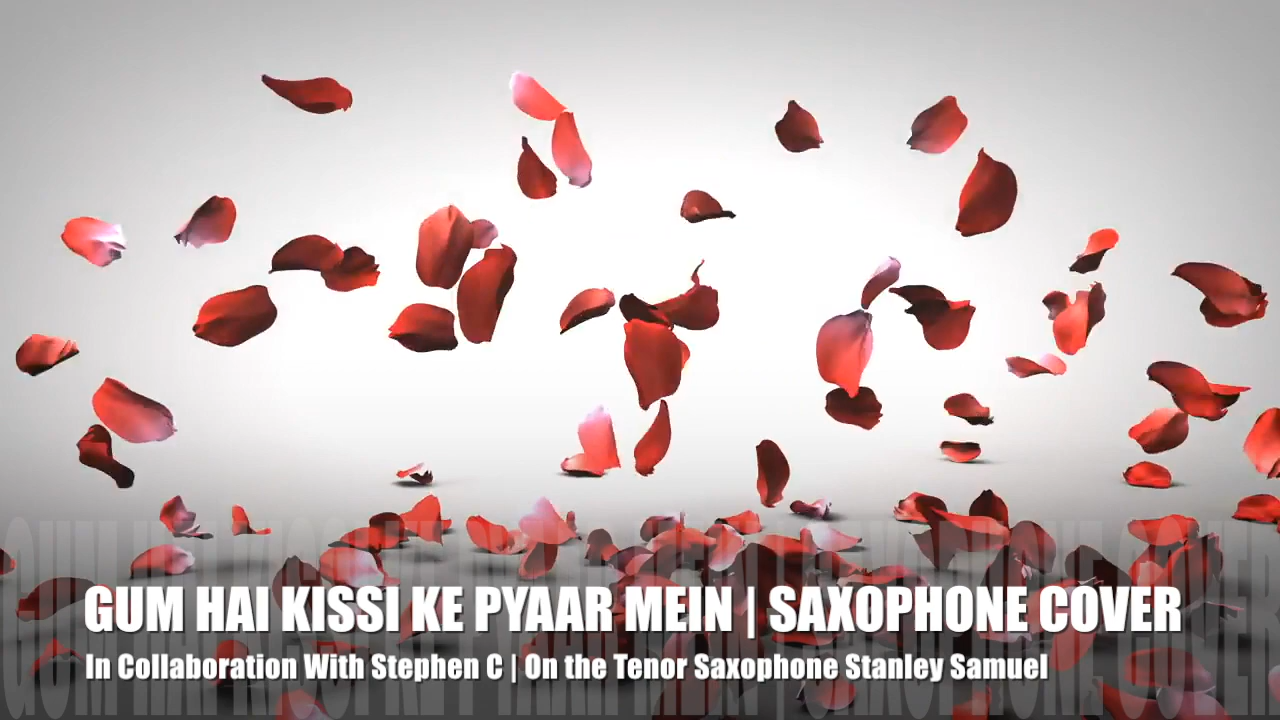 GUM HAI KISSI KE PYAAR MEIN | SAXOPHONE COVER
In Collaboration With Stephen C | On the Tenor Saxophone Stanley Samuel